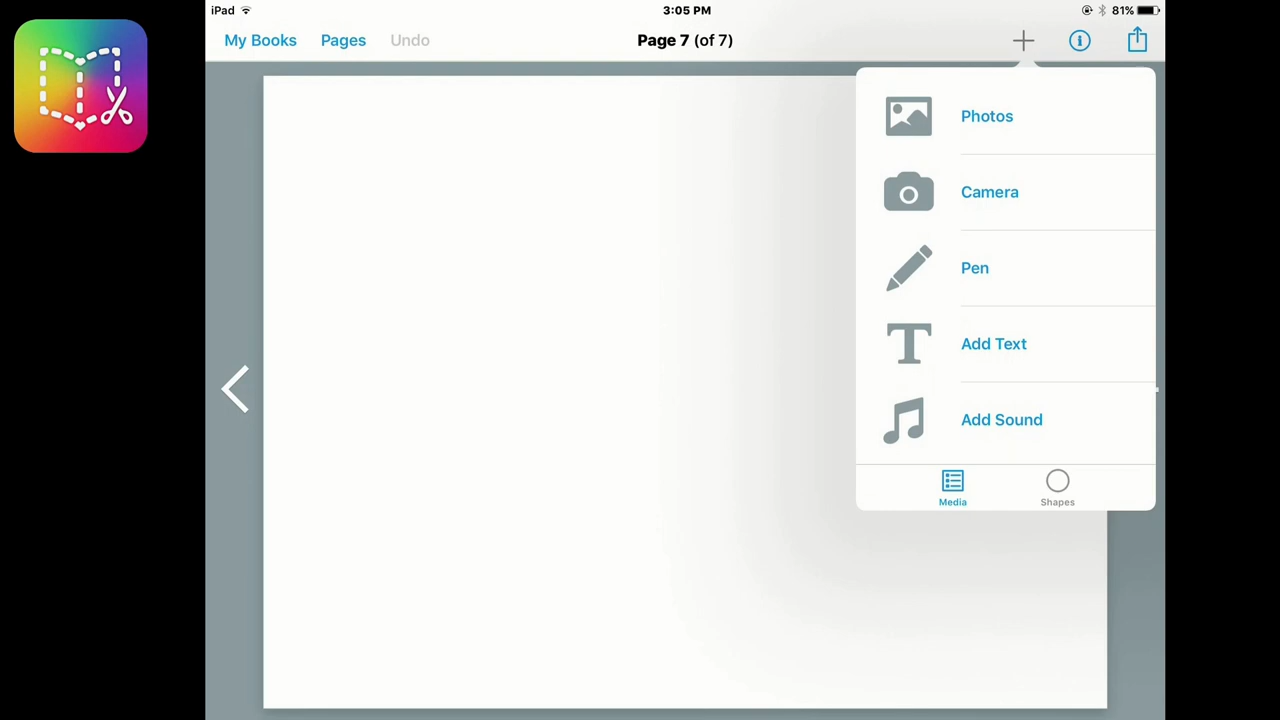 iPad 3:05 PM 81%
My Books Pages Undo Page 7 (of 7)
Photos
Camera
Pen
Add Text
Add Sound
Media Shapes